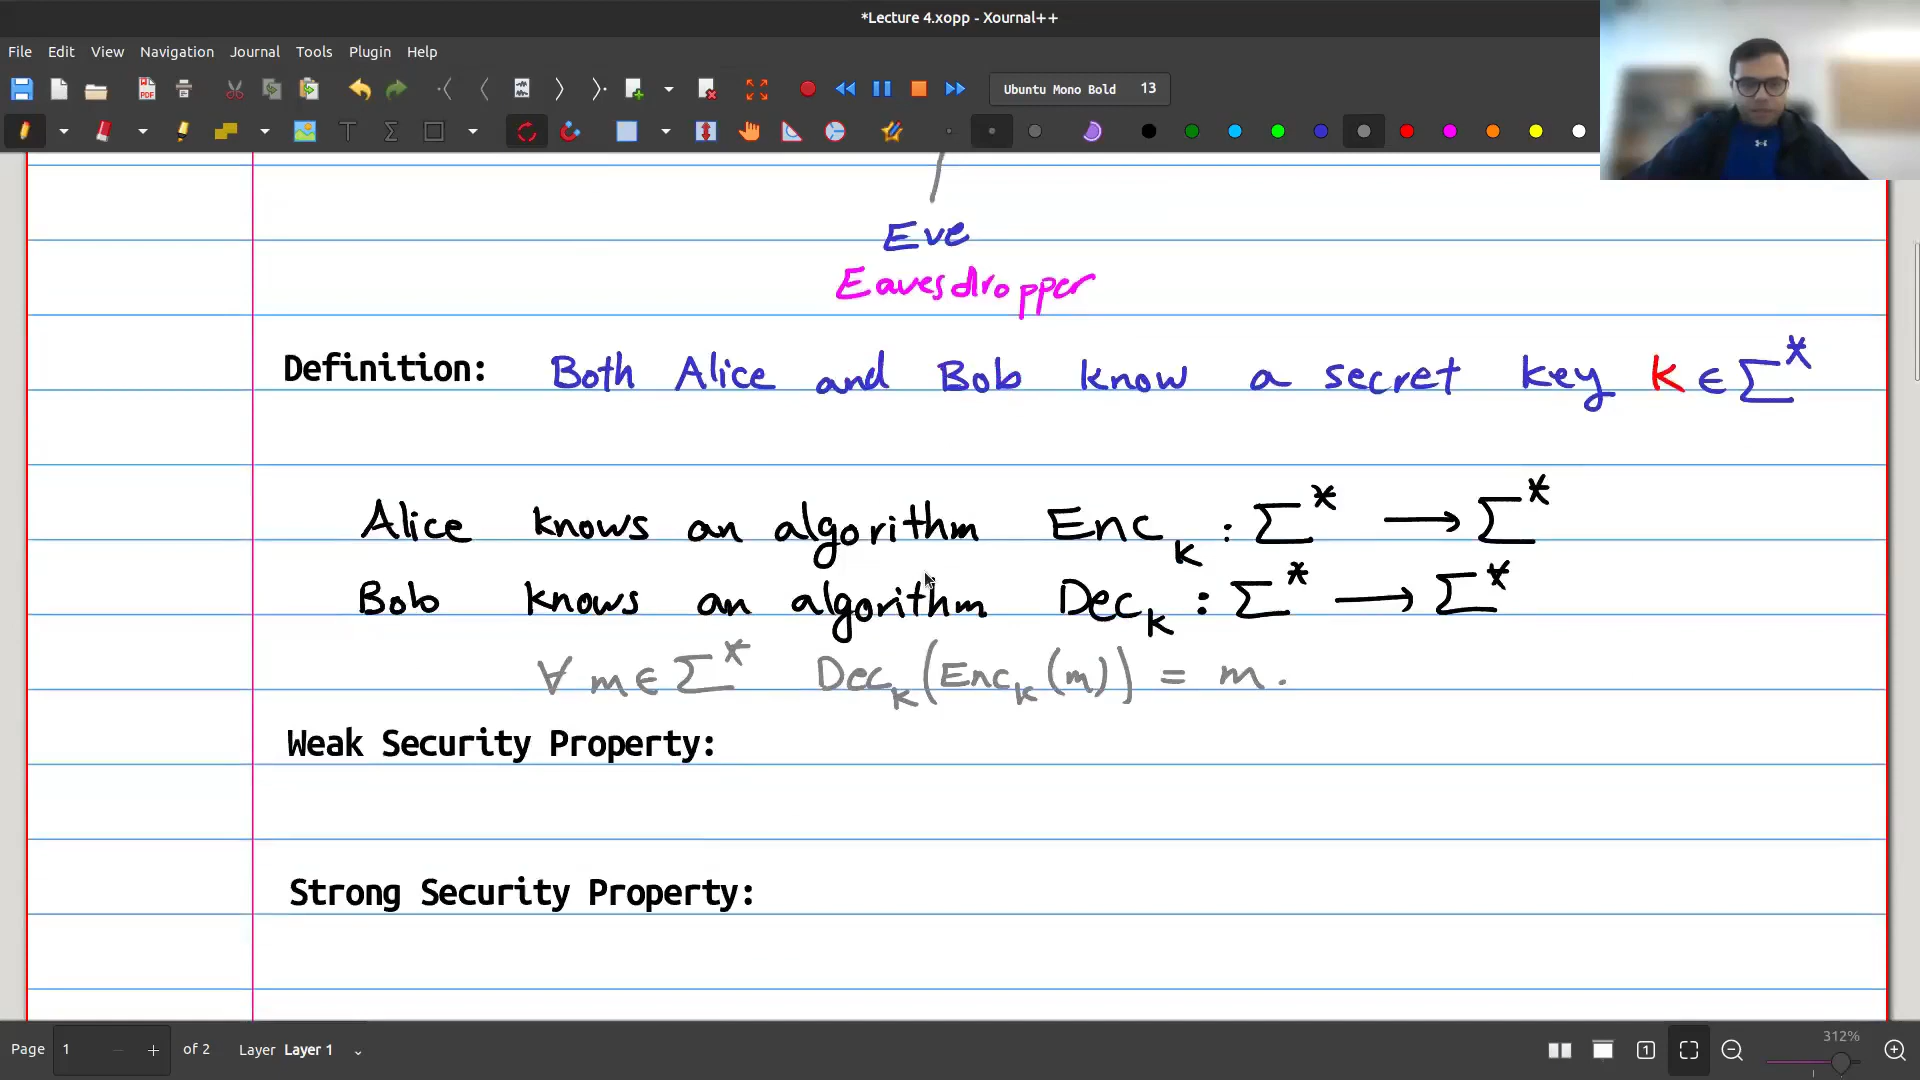 *Lecture 4.xopp - Xournal++
File Edit View Navigation Journal Tools Plugin Help
PDF Ubuntu Mono Bold 13
Eve
Eavesdropper
Definition: Both Alice and Bob know a secret key k ∈ Σ*
Alice knows an algorithm Enc_k : Σ* → Σ*
Bob knows an algorithm Dec_k : Σ* → Σ*
∀ m ∈ Σ* Dec_k(Enc_k(m)) = m.
Weak Security Property:
Strong Security Property:
312%
Page 1 of 2 Layer Layer 1